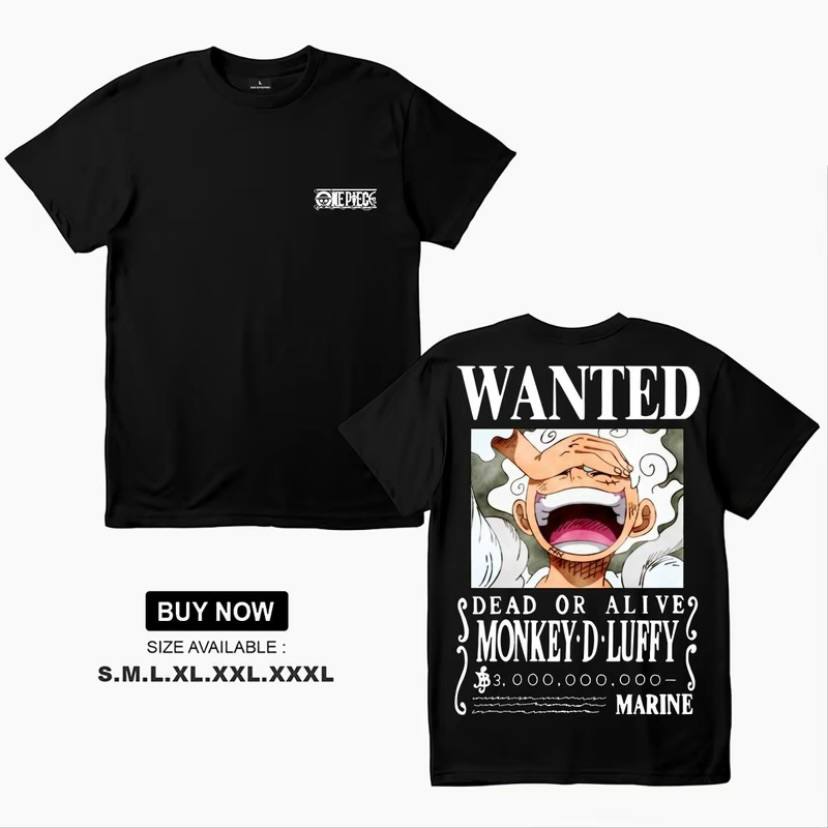 L
ONE PIECE
WANTED
DEAD OR ALIVE
MONKEY·D·LUFFY
฿3,000,000,000—
MARINE
BUY NOW
SIZE AVAILABLE :
S.M.L.XL.XXL.XXXL